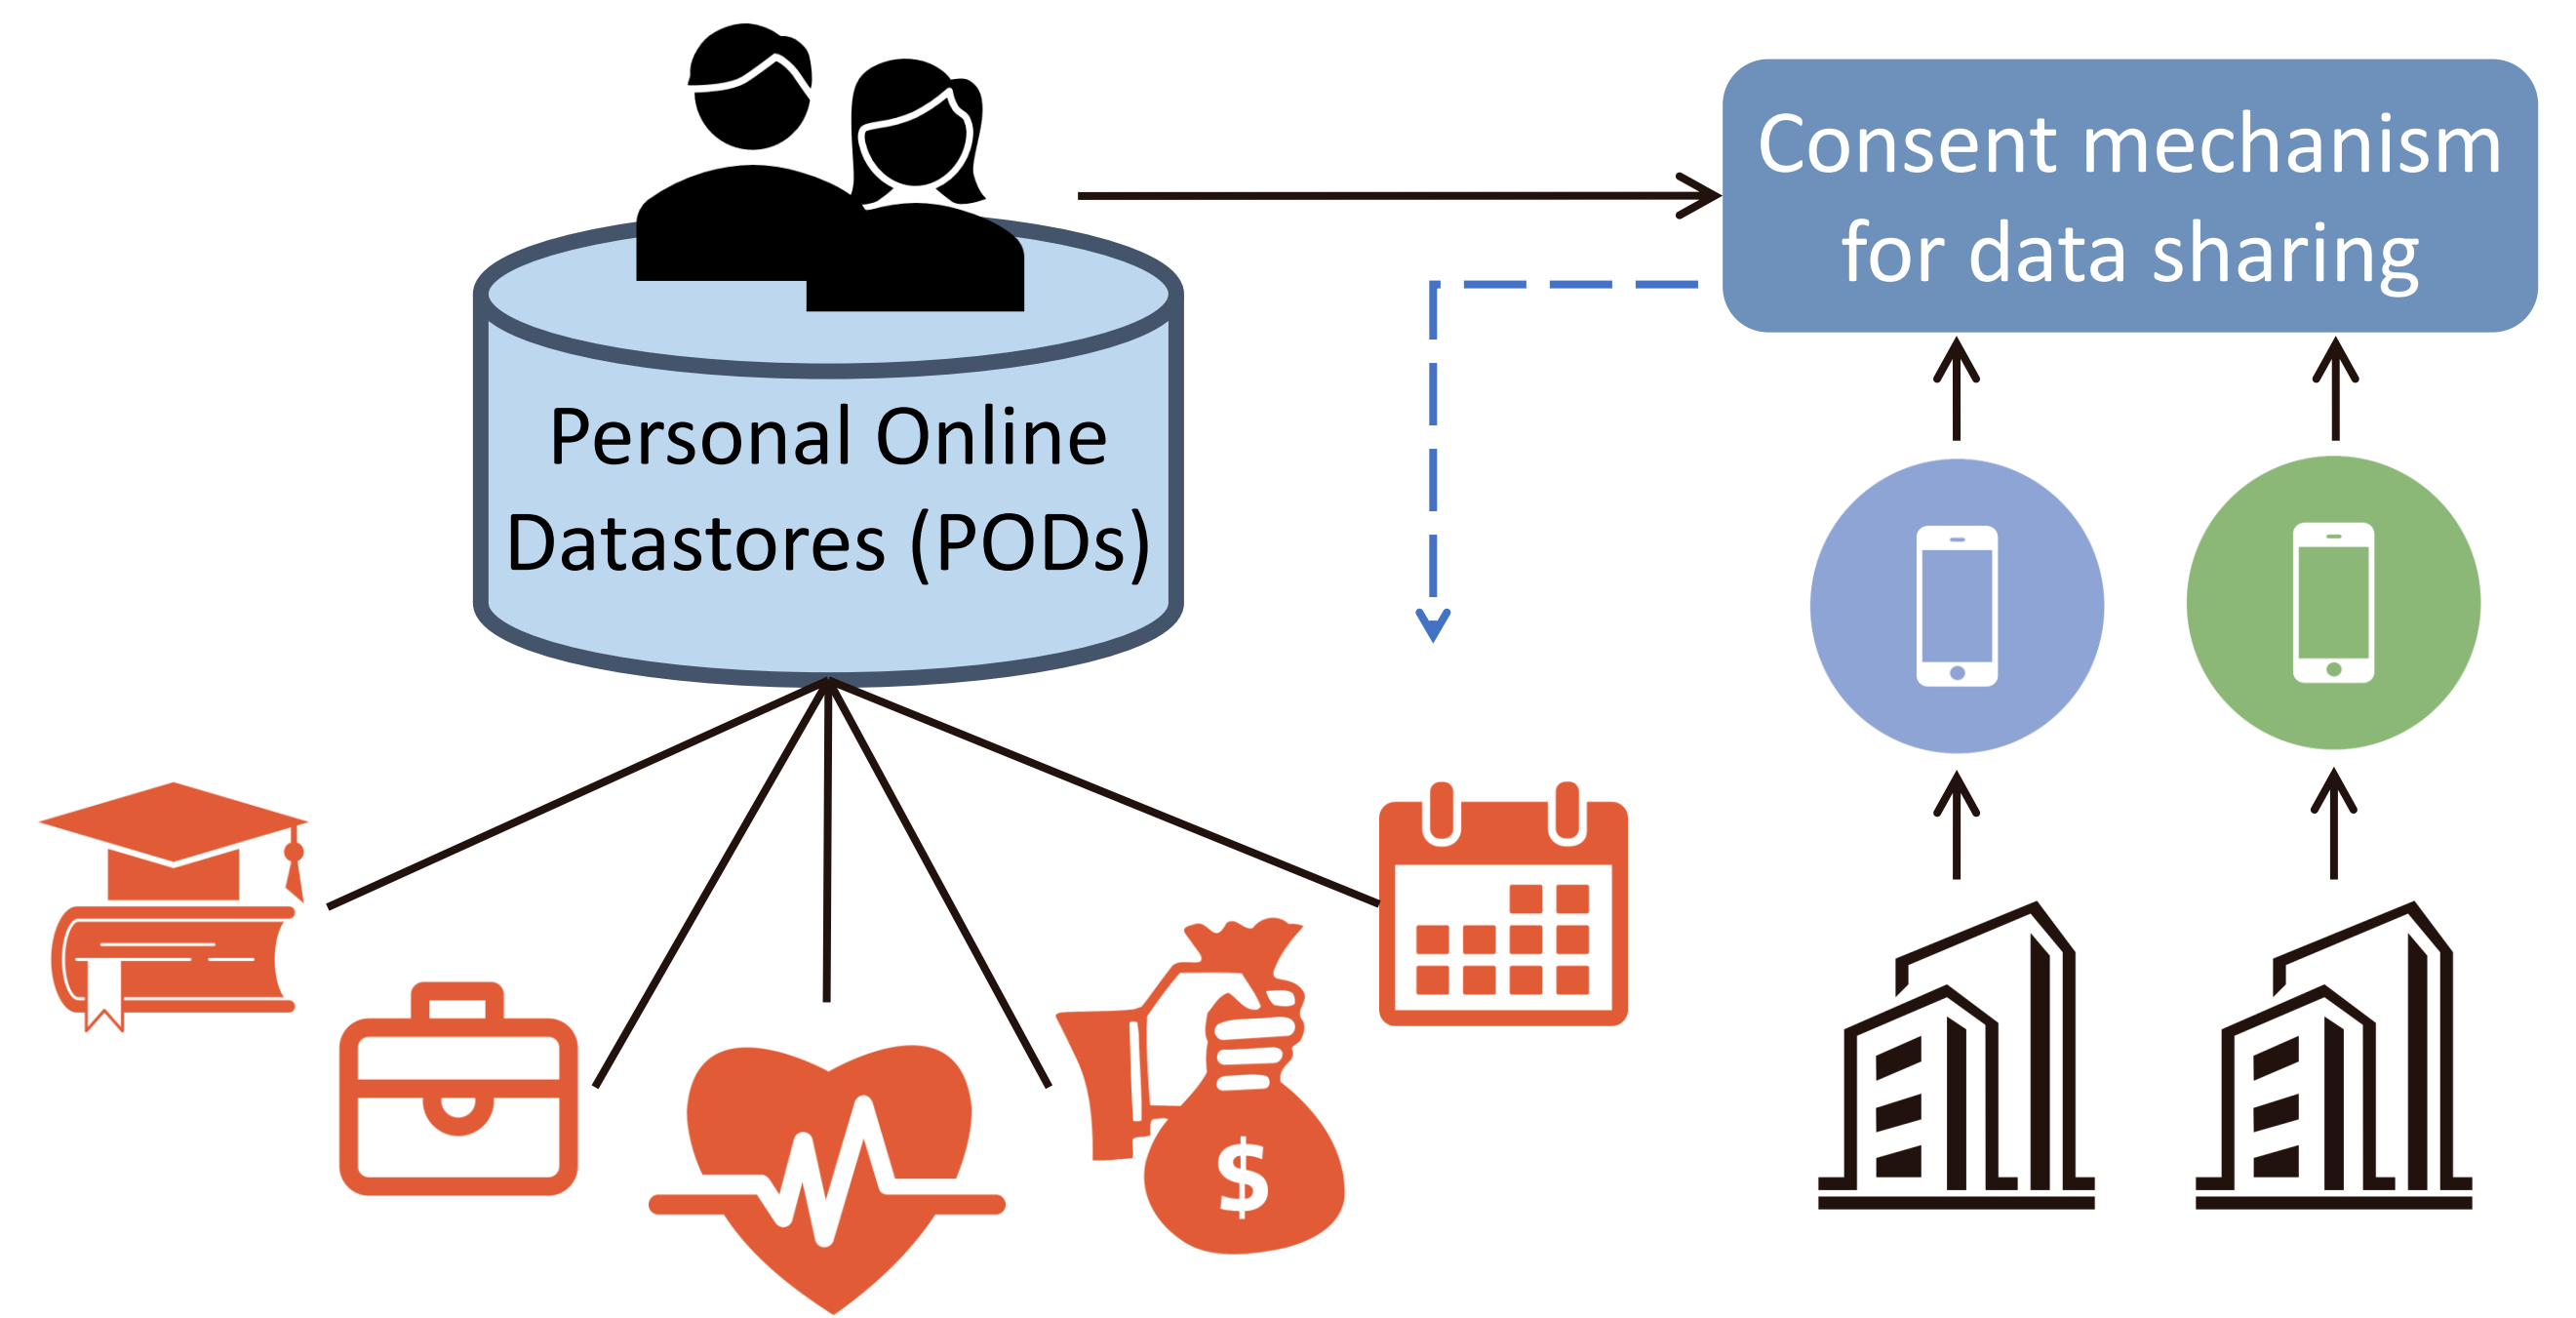 Consent mechanism
for data sharing
Personal Online
Datastores (PODs)
$